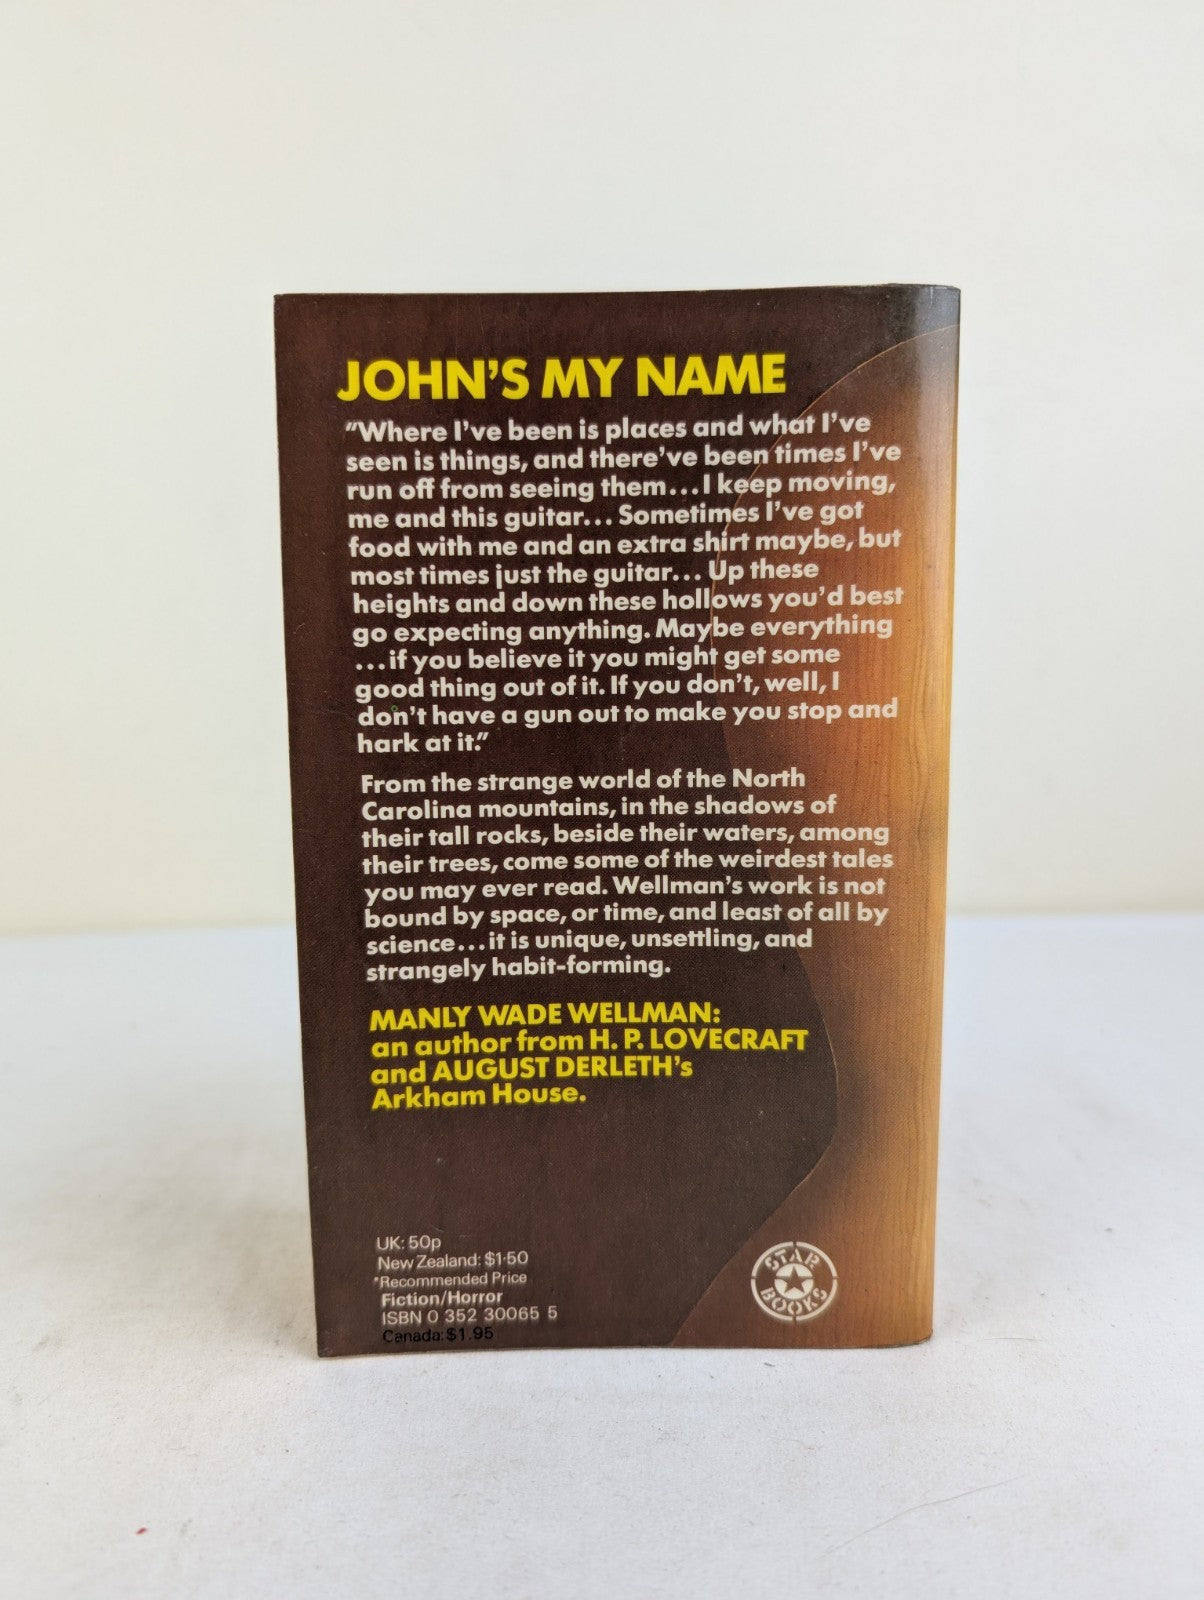 JOHN'S MY NAME
"Where I've been is places and what I've
seen is things, and there've been times I've
run off from seeing them...I keep moving,
me and this guitar... Sometimes I've got
food with me and an extra shirt maybe, but
most times just the guitar... Up these
heights and down these hollows you'd best
go expecting anything. Maybe everything
...if you believe it you might get some
good thing out of it. If you don't, well, I
don't have a gun out to make you stop and
hark at it."
From the strange world of the North
Carolina mountains, in the shadows of
their tall rocks, beside their waters, among
their trees, come some of the weirdest tales
you may ever read. Wellman's work is not
bound by space, or time, and least of all by
science...it is unique, unsettling, and
strangely habit-forming.
MANLY WADE WELLMAN:
an author from H. P. LOVECRAFT
and AUGUST DERLETH's
Arkham House.
UK: 50p
New Zealand: $1·50
*Recommended Price
Fiction/Horror
ISBN 0 352 30065 5
Canada: $1.95
STAR
BOOKS